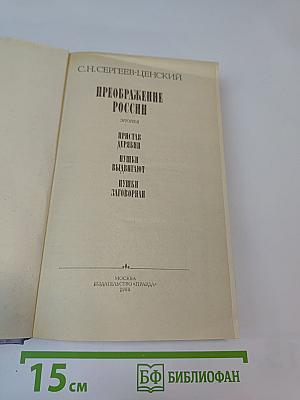 С.Н. СЕРГЕЕВ-ЦЕНСКИЙ
ПРЕОБРАЖЕНИЕ
РОССИИ
ЭПОПЕЯ
ПРИСТАВ
ДЕРЯБИН
ПУШКИ
ВЫДВИГАЮТ
ПУШКИ
ЗАГОВОРИЛИ
МОСКВА
ИЗДАТЕЛЬСТВО «ПРАВДА»
15 см
БФ БИБЛИОФАН